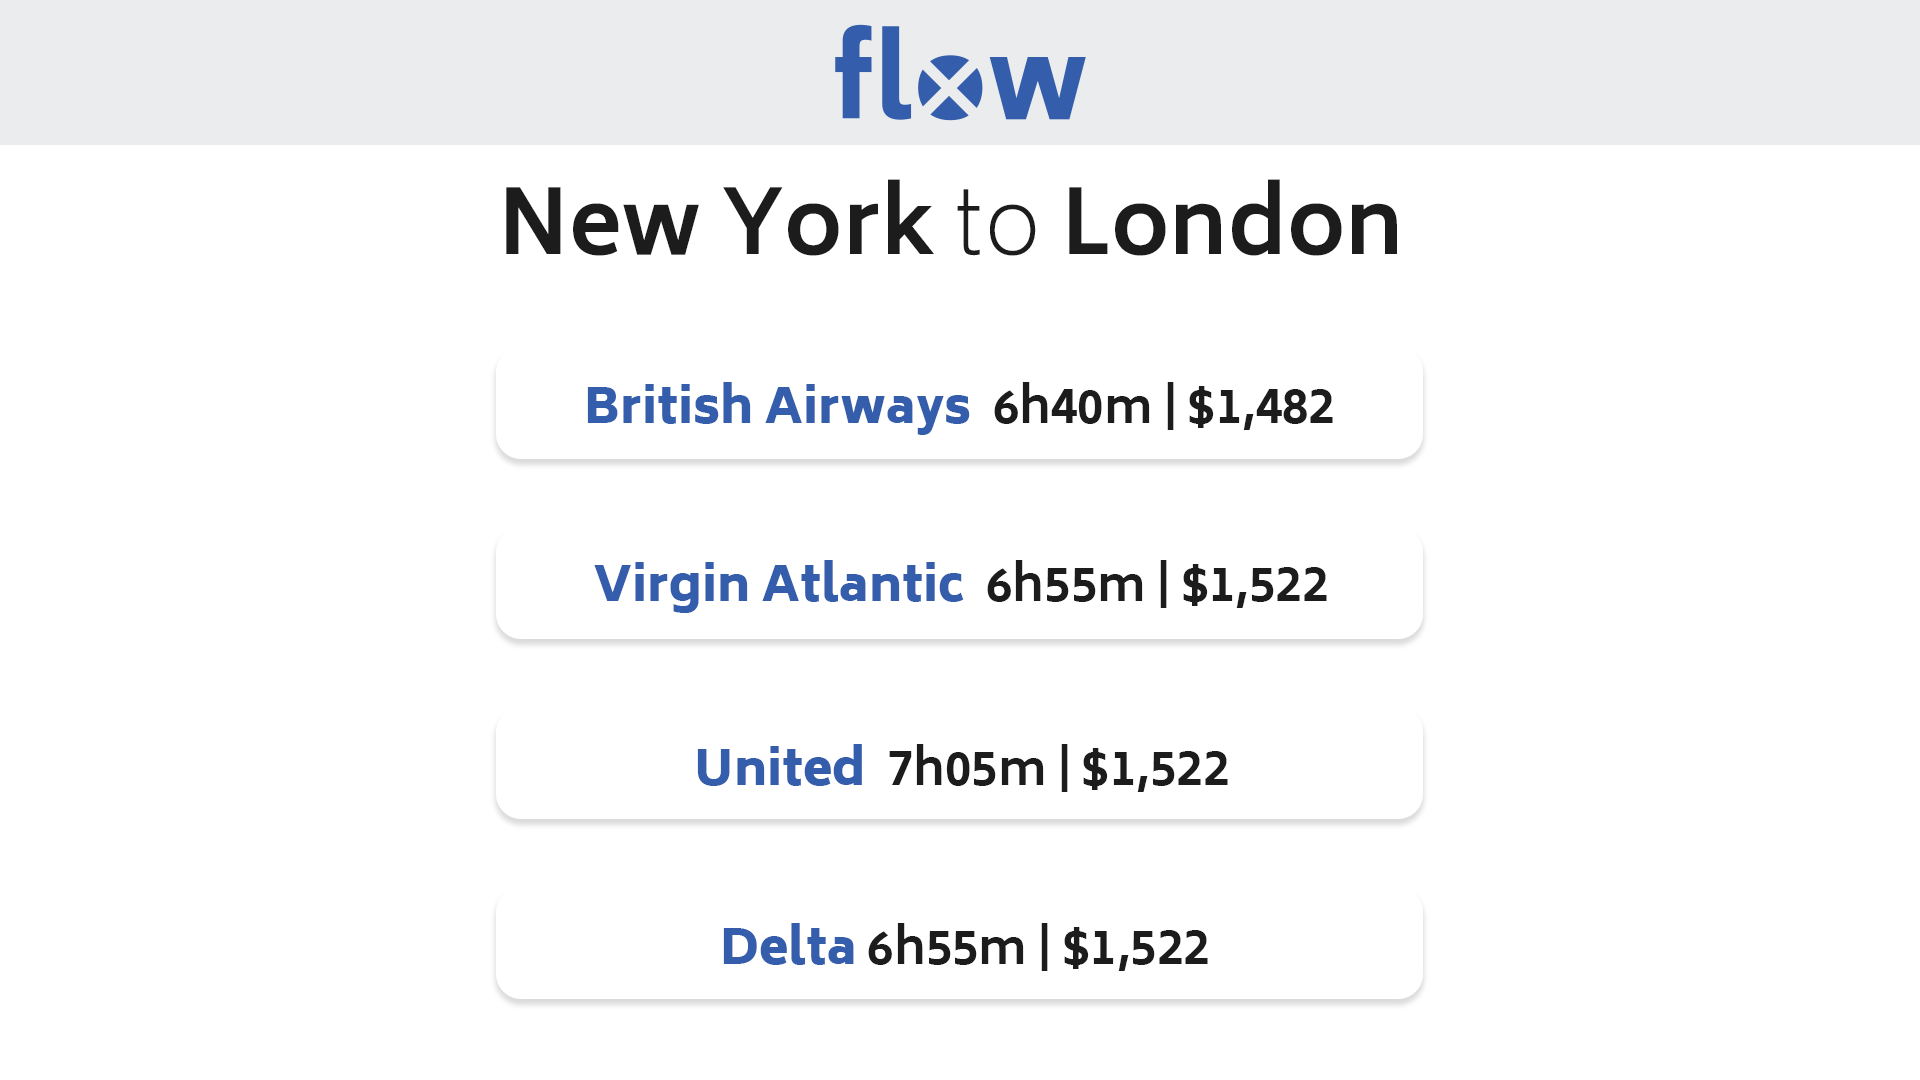 flow
New York to London
British Airways 6h40m | $1,482
Virgin Atlantic 6h55m | $1,522
United 7h05m | $1,522
Delta 6h55m | $1,522